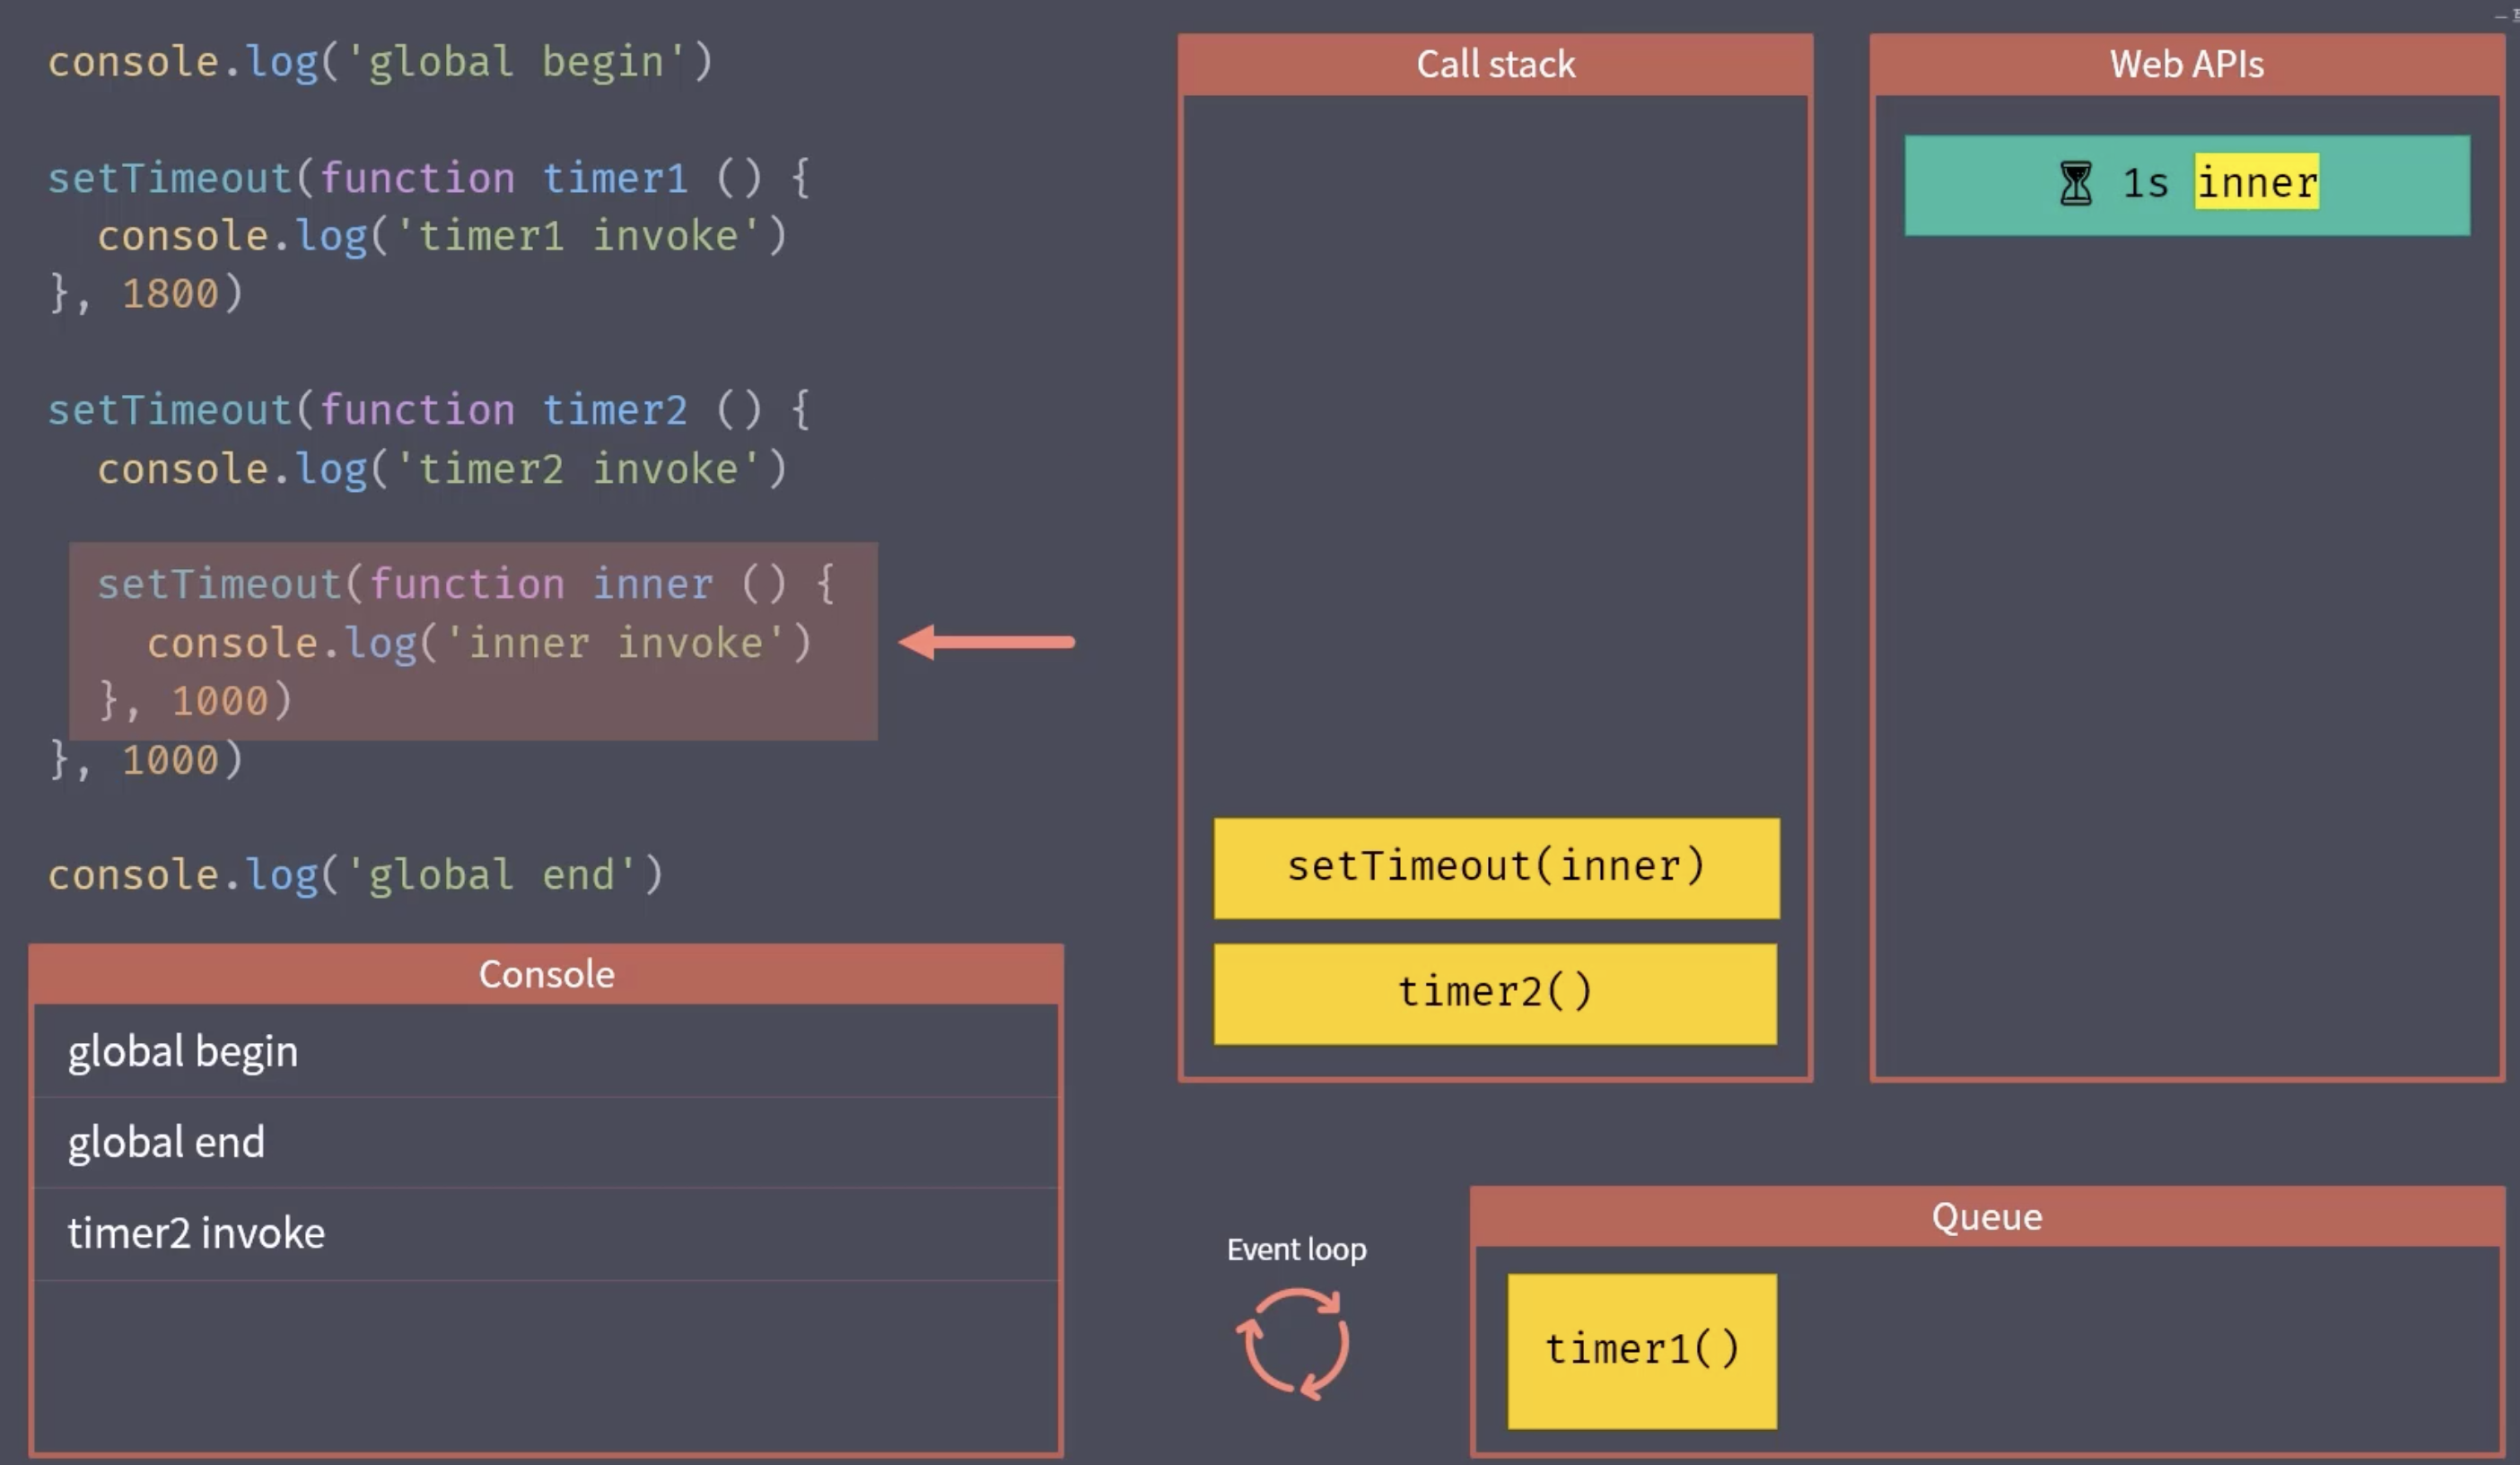 console.log('global begin')
setTimeout(function timer1 () {
console.log('timer1 invoke')
}, 1800)
setTimeout(function timer2 () {
console.log('timer2 invoke')
setTimeout(function inner () {
console.log('inner invoke')
}, 1000)
}, 1000)
console.log('global end')
Console
global begin
global end
timer2 invoke
Call stack
setTimeout(inner)
timer2()
Web APIs
1s inner
Event loop
Queue
timer1()